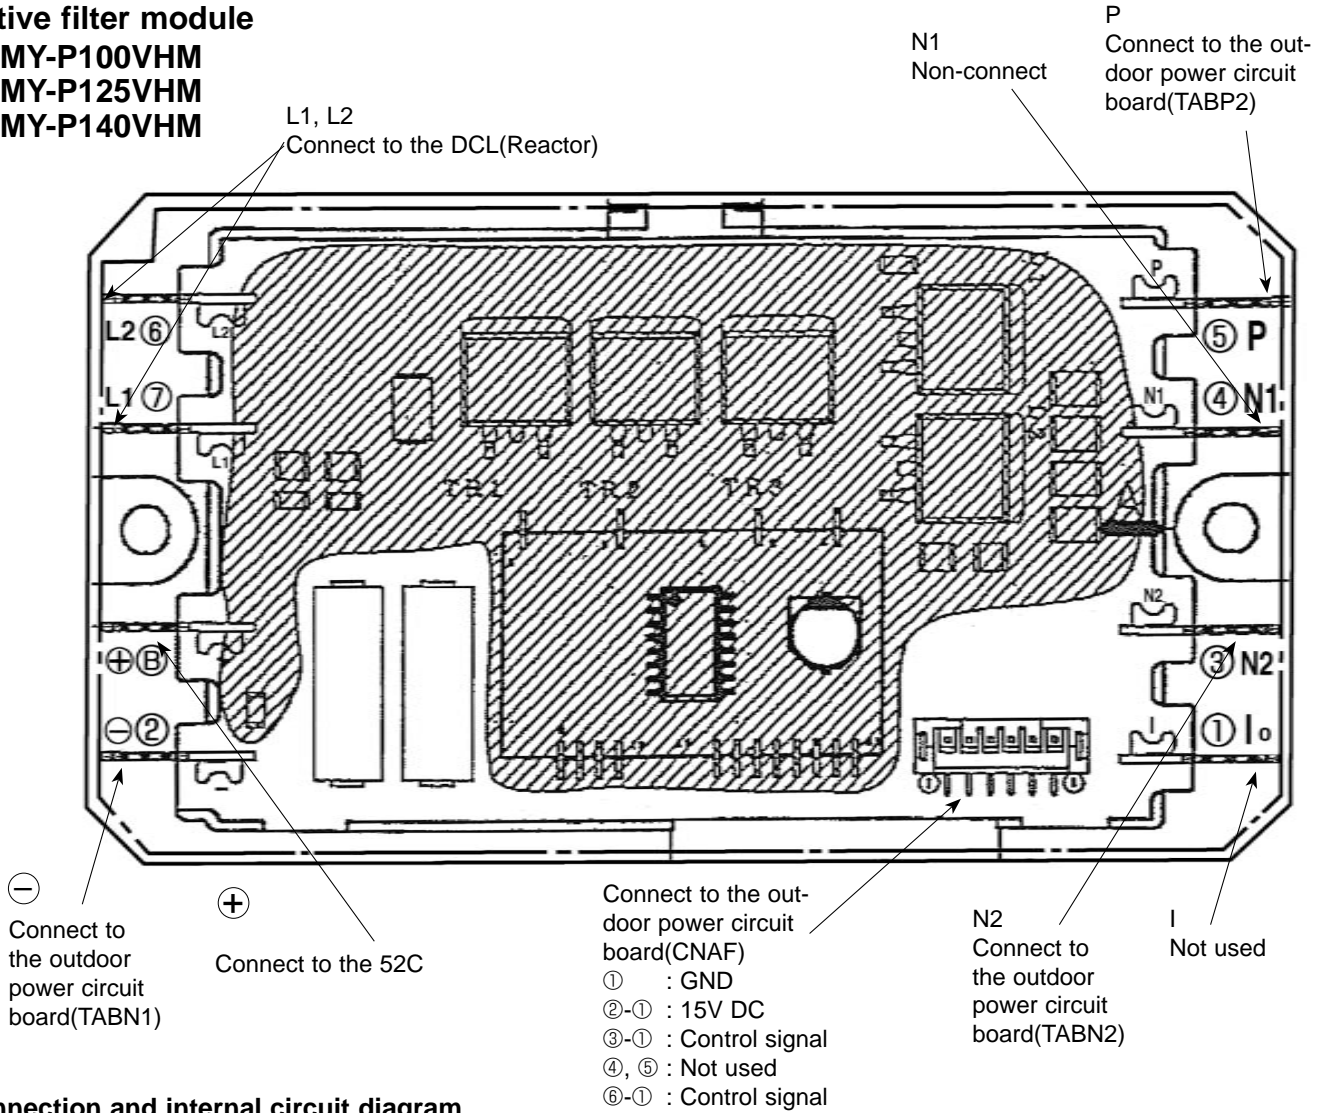 tive filter module
MY-P100VHM
MY-P125VHM
MY-P140VHM
L1, L2
Connect to the DCL(Reactor)
N1
Non-connect
P
Connect to the out-
door power circuit
board(TABP2)
L2⑥
L2
L1⑦
L1
P
⑤ P
N1
④ N1
TR1 TR2 TR3
N2
③ N2
⊕Ⓑ
⊖②
I
① Io
⊖
Connect to
the outdoor
power circuit
board(TABN1)
⊕
Connect to the 52C
Connect to the out-
door power circuit
board(CNAF)
① : GND
②-① : 15V DC
③-① : Control signal
④, ⑤ : Not used
⑥-① : Control signal
N2
Connect to
the outdoor
power circuit
board(TABN2)
I
Not used
nnection and internal circuit diagram